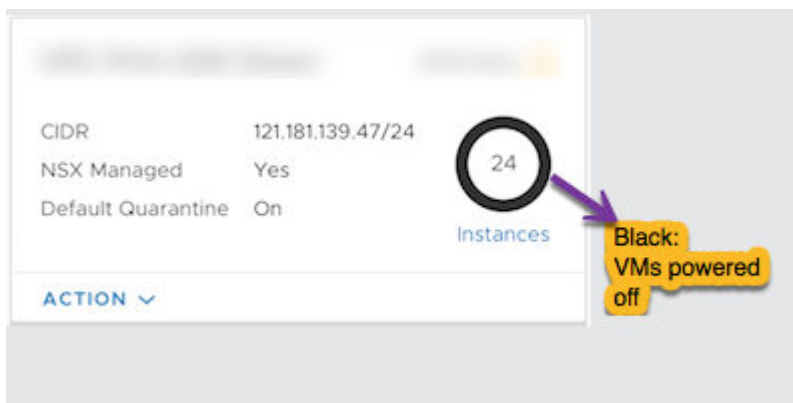 CIDR 121.181.139.47/24
NSX Managed Yes
24
Default Quarantine On
Instances
Black:
VMs powered
off
ACTION